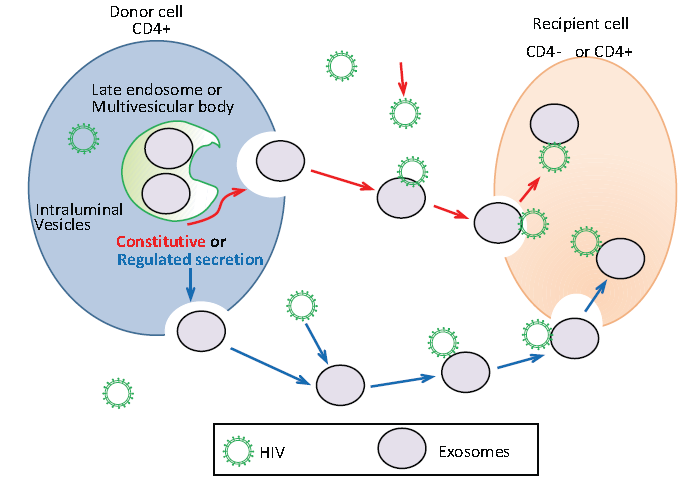 Donor cell
CD4+
Recipient cell
CD4- or CD4+
Late endosome or
Multivesicular body
Intraluminal
Vesicles
Constitutive or
Regulated secretion
HIV
Exosomes